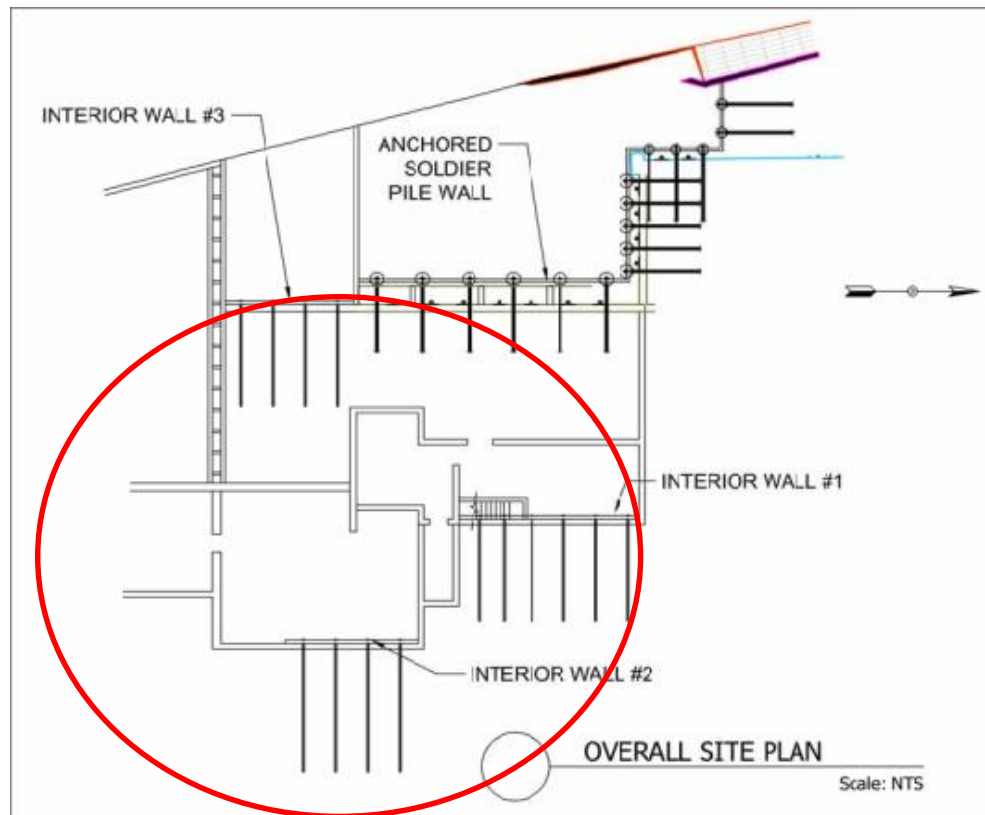 INTERIOR WALL #3
ANCHORED
SOLDIER
PILE WALL
INTERIOR WALL #1
INTERIOR WALL #2
OVERALL SITE PLAN
Scale: NTS